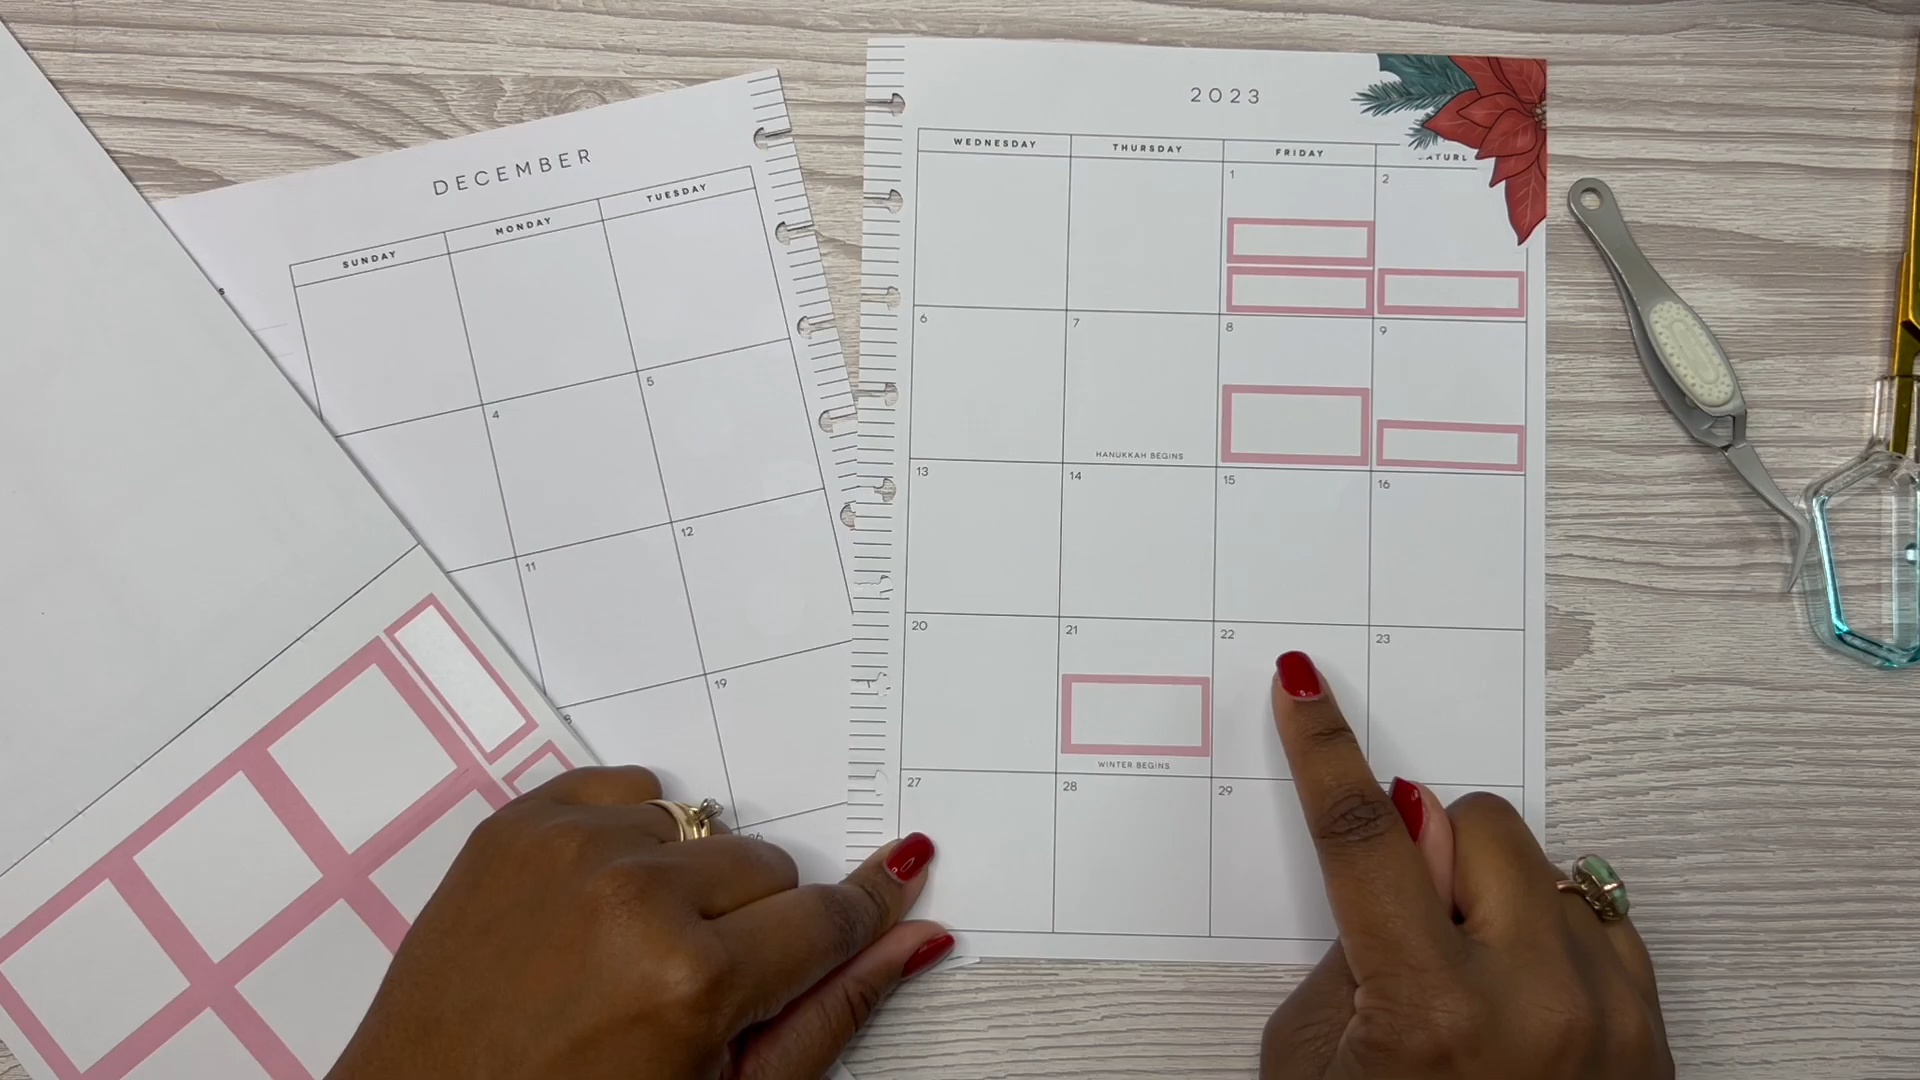 DECEMBER
SUNDAY MONDAY TUESDAY
4 5
11 12
19
2023
WEDNESDAY THURSDAY FRIDAY
1 2
6 7 8 9
HANUKKAH BEGINS
13 14 15 16
20 21 22 23
WINTER BEGINS
27 28 29